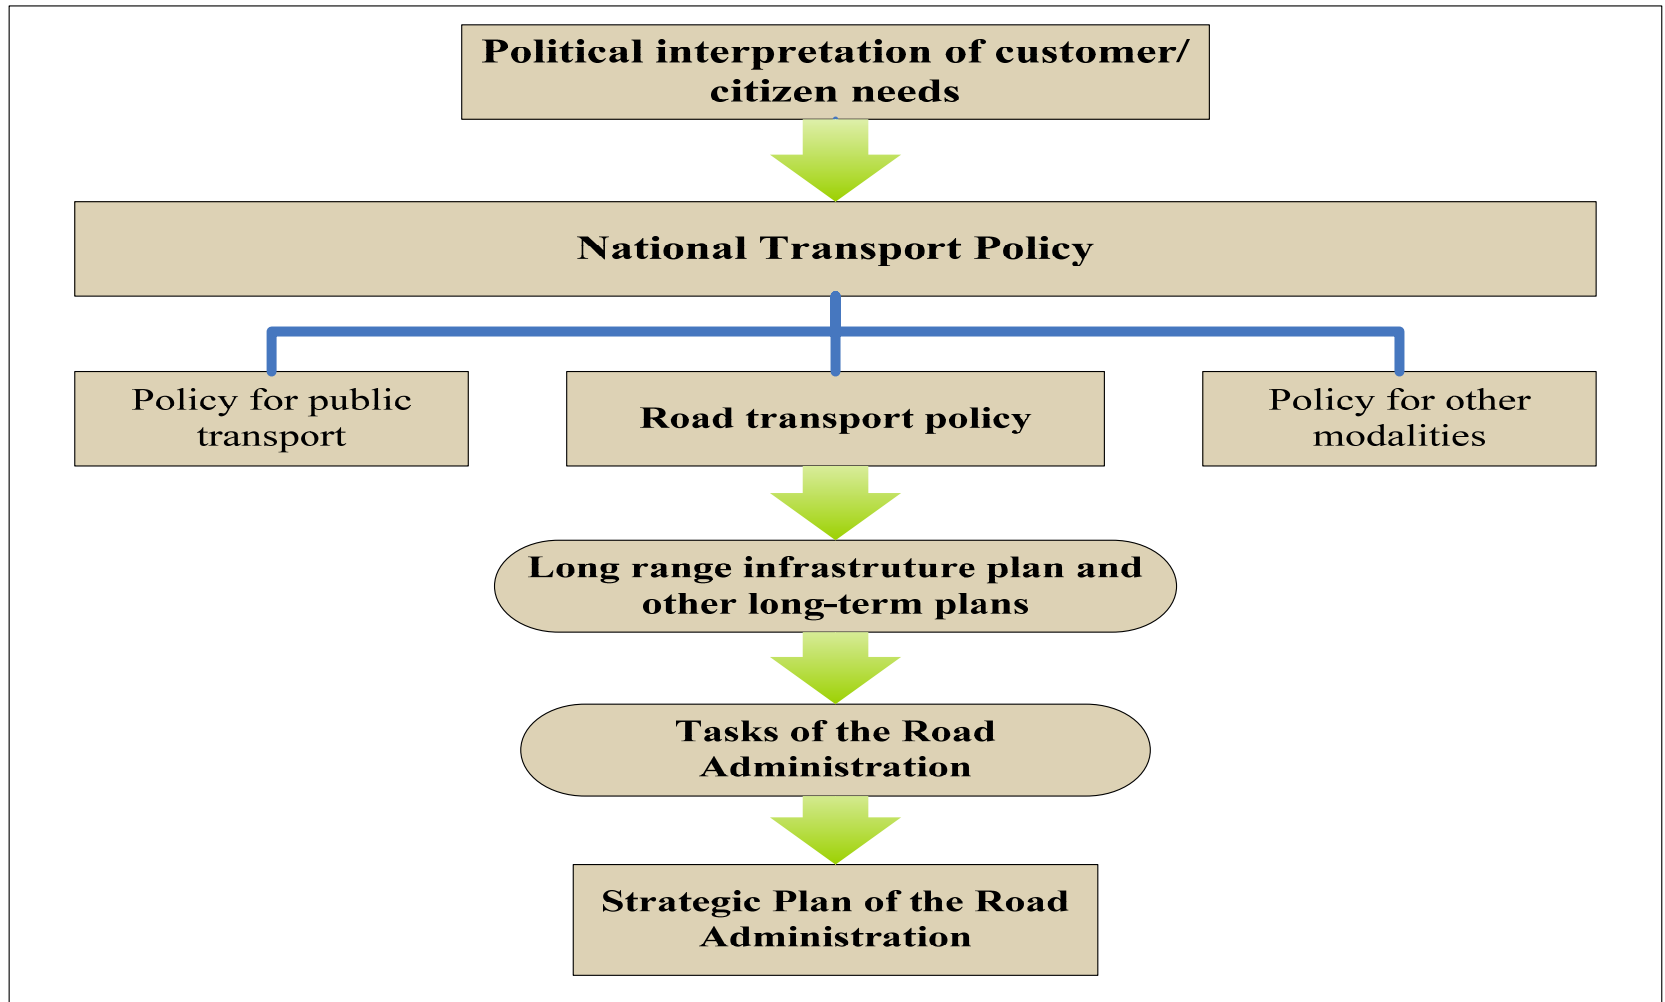 Political interpretation of customer/
citizen needs
National Transport Policy
Policy for public
transport
Road transport policy
Policy for other
modalities
Long range infrastruture plan and
other long-term plans
Tasks of the Road
Administration
Strategic Plan of the Road
Administration